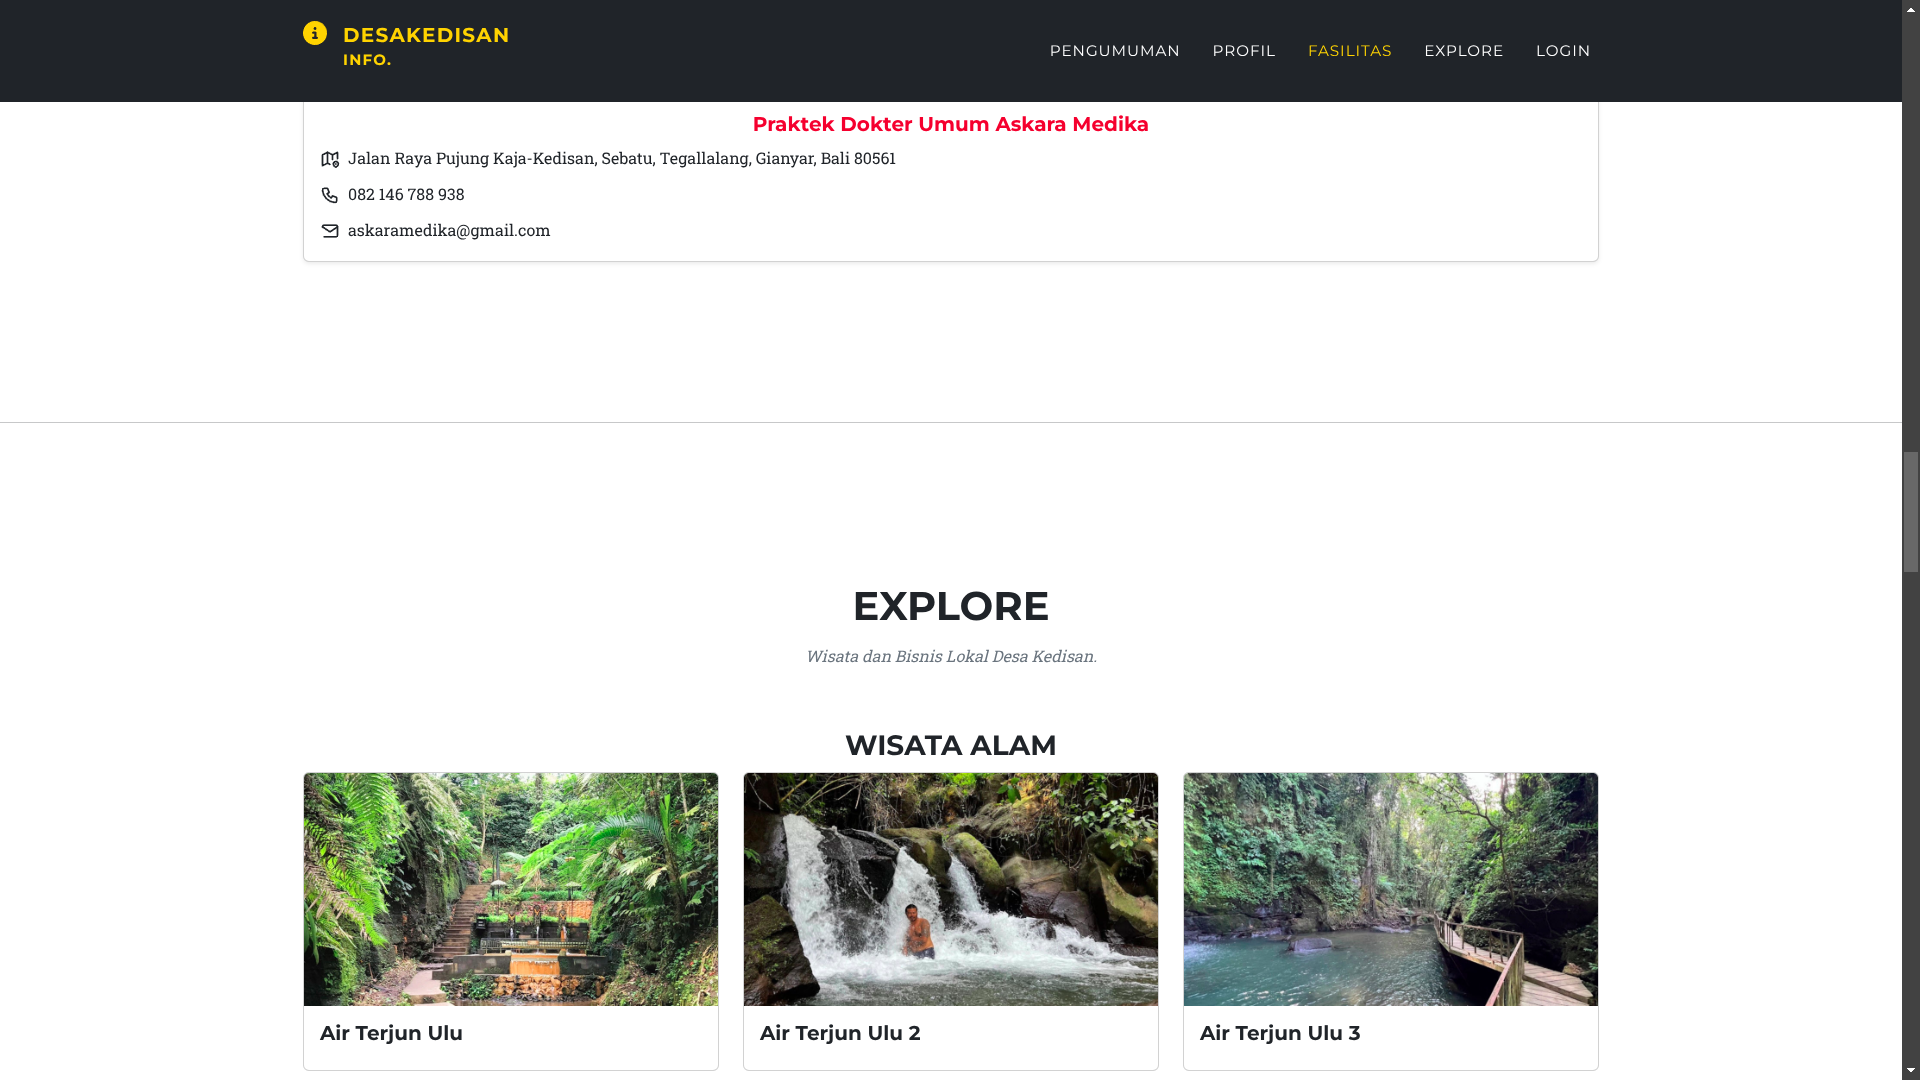 DESAKEDISAN
INFO.
PENGUMUMAN
PROFIL
FASILITAS
EXPLORE
LOGIN
Praktek Dokter Umum Askara Medika
Jalan Raya Pujung Kaja-Kedisan, Sebatu, Tegallalang, Gianyar, Bali 80561
082 146 788 938
askaramedika@gmail.com
EXPLORE
Wisata dan Bisnis Lokal Desa Kedisan.
WISATA ALAM
Air Terjun Ulu
Air Terjun Ulu 2
Air Terjun Ulu 3